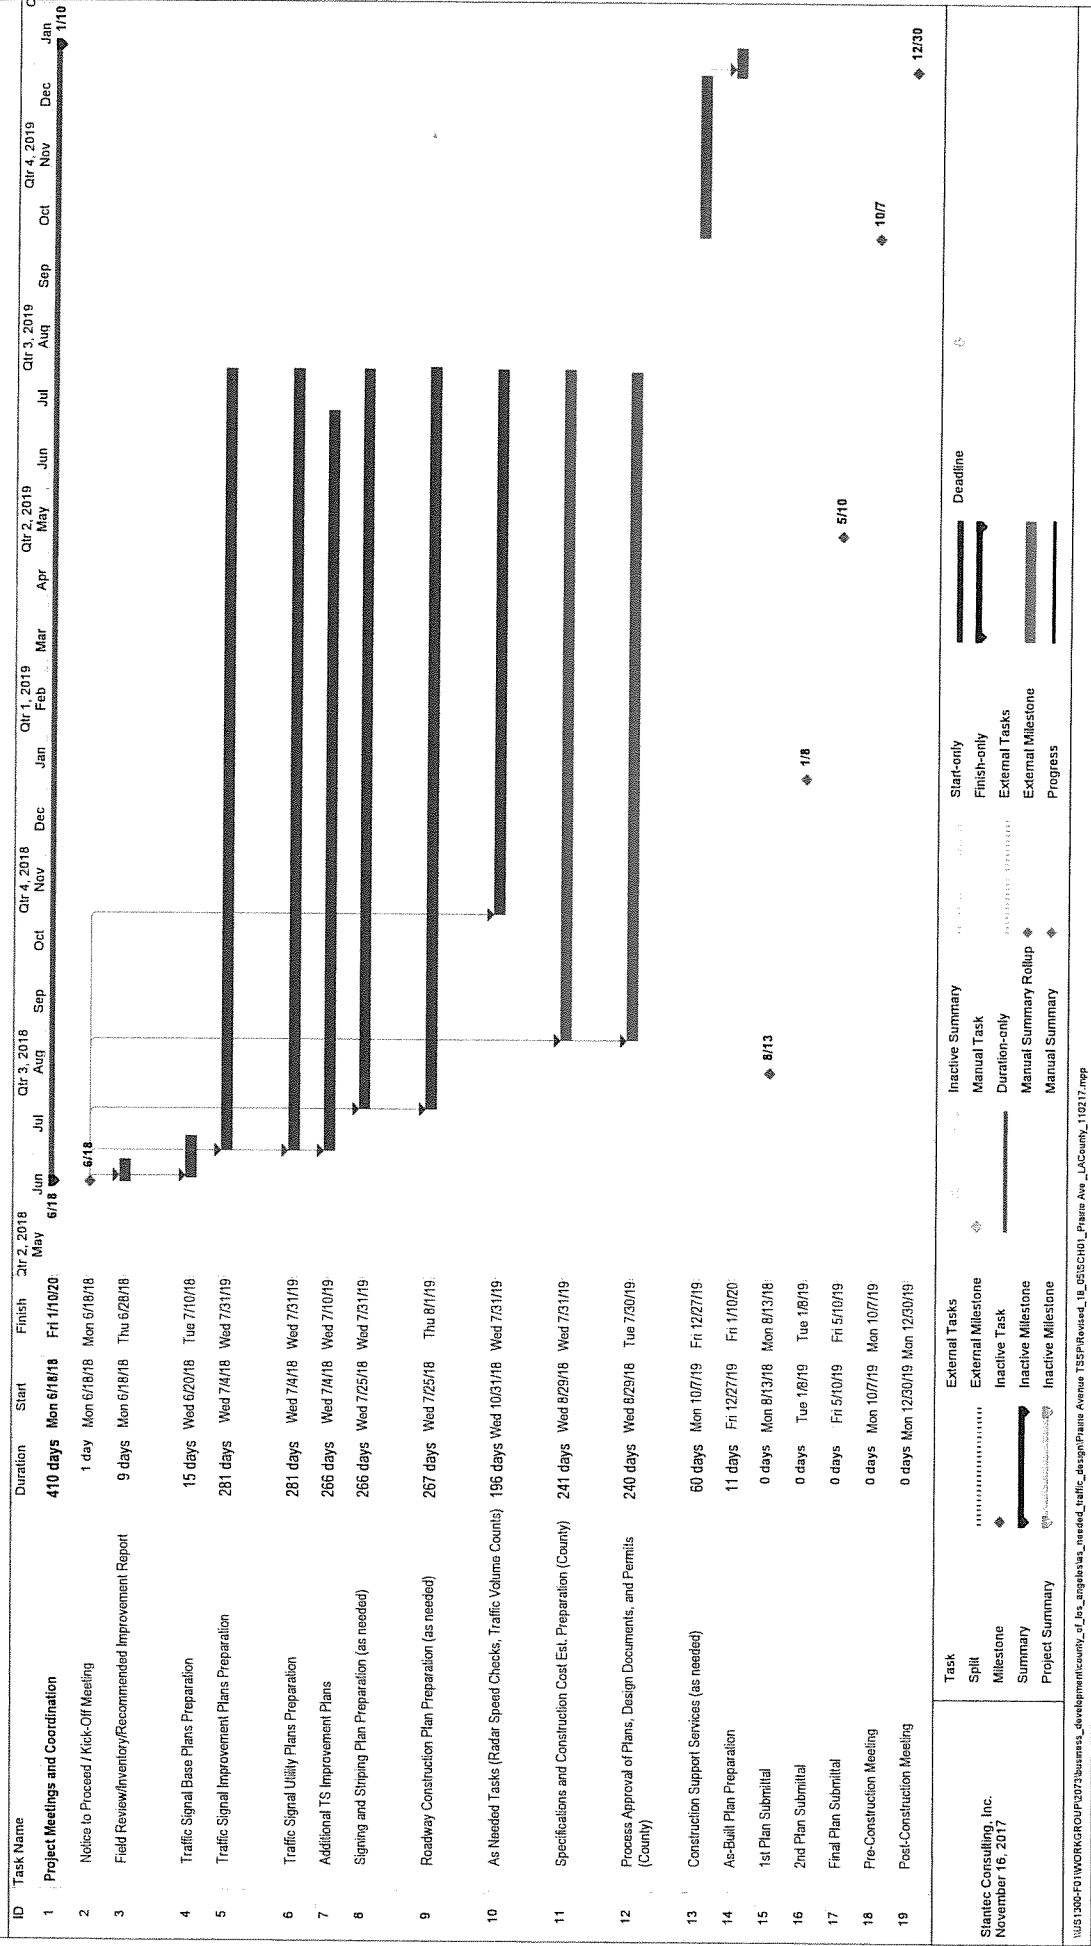 ID Task Name Duration Start Finish
Qtr 2, 2018 Qtr 3, 2018 Qtr 4, 2018 Qtr 1, 2019 Qtr 2, 2019 Qtr 3, 2019 Qtr 4, 2019
May Jun Jul Aug Sep Oct Nov Dec Jan Feb Mar Apr May Jun Jul Aug Sep Oct Nov Dec Jan
1 Project Meetings and Coordination 410 days Mon 6/18/18 Fri 1/10/20 6/18 1/10
2 Notice to Proceed / Kick-Off Meeting 1 day Mon 6/18/18 Mon 6/18/18 6/18
3 Field Review/Inventory/Recommended Improvement Report 9 days Mon 6/18/18 Thu 6/28/18
4 Traffic Signal Base Plans Preparation 15 days Wed 6/20/18 Tue 7/10/18
5 Traffic Signal Improvement Plans Preparation 281 days Wed 7/4/18 Wed 7/31/19
6 Traffic Signal Utility Plans Preparation 281 days Wed 7/4/18 Wed 7/31/19
7 Additional TS Improvement Plans 266 days Wed 7/4/18 Wed 7/10/19
8 Signing and Striping Plan Preparation (as needed) 266 days Wed 7/25/18 Wed 7/31/19
9 Roadway Construction Plan Preparation (as needed) 267 days Wed 7/25/18 Thu 8/1/19
10 As Needed Tasks (Radar Speed Checks, Traffic Volume Counts) 196 days Wed 10/31/18 Wed 7/31/19
11 Specifications and Construction Cost Est. Preparation (County) 241 days Wed 8/29/18 Wed 7/31/19
12 Process Approval of Plans, Design Documents, and Permits 240 days Wed 8/29/18 Tue 7/30/19
(County)
13 Construction Support Services (as needed) 60 days Mon 10/7/19 Fri 12/27/19
14 As-Built Plan Preparation 11 days Fri 12/27/19 Fri 1/10/20
15 1st Plan Submittal 0 days Mon 8/13/18 Mon 8/13/18 8/13
16 2nd Plan Submittal 0 days Tue 1/8/19 Tue 1/8/19 1/8
17 Final Plan Submittal 0 days Fri 5/10/19 Fri 5/10/19 5/10
18 Pre-Construction Meeting 0 days Mon 10/7/19 Mon 10/7/19 10/7
19 Post-Construction Meeting 0 days Mon 12/30/19 Mon 12/30/19 12/30
Stantec Consulting, Inc.
November 16, 2017
Task
Split
Milestone
Summary
Project Summary
External Tasks
External Milestone
Inactive Task
Inactive Milestone
Inactive Milestone
Inactive Summary
Manual Task
Duration-only
Manual Summary Rollup
Manual Summary
Start-only
Finish-only
External Tasks
External Milestone
Progress
Deadline
\\US1300-F01\WORKGROUP\2073\business_development\county_of_los_angeles\as_needed_traffic_design\Prairie Avenue TSSP\Revised_18_05\SCH01_Prairie Ave _LACounty_110217.mpp